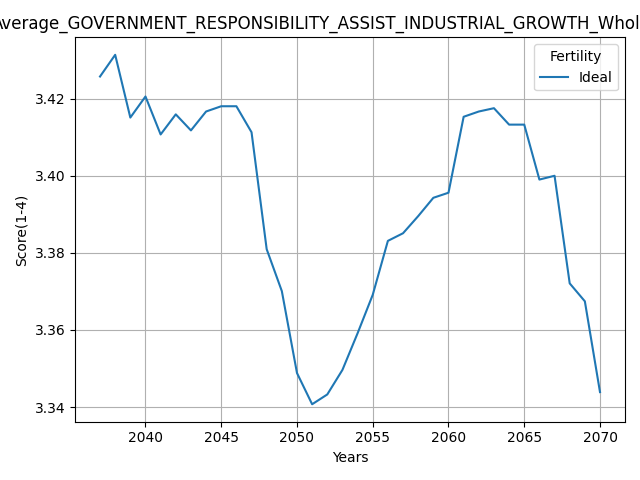 Average_GOVERNMENT_RESPONSIBILITY_ASSIST_INDUSTRIAL_GROWTH_Whol
Fertility
Ideal
3.42
3.40
3.38
3.36
3.34
Score(1-4)
2040 2045 2050 2055 2060 2065 2070
Years